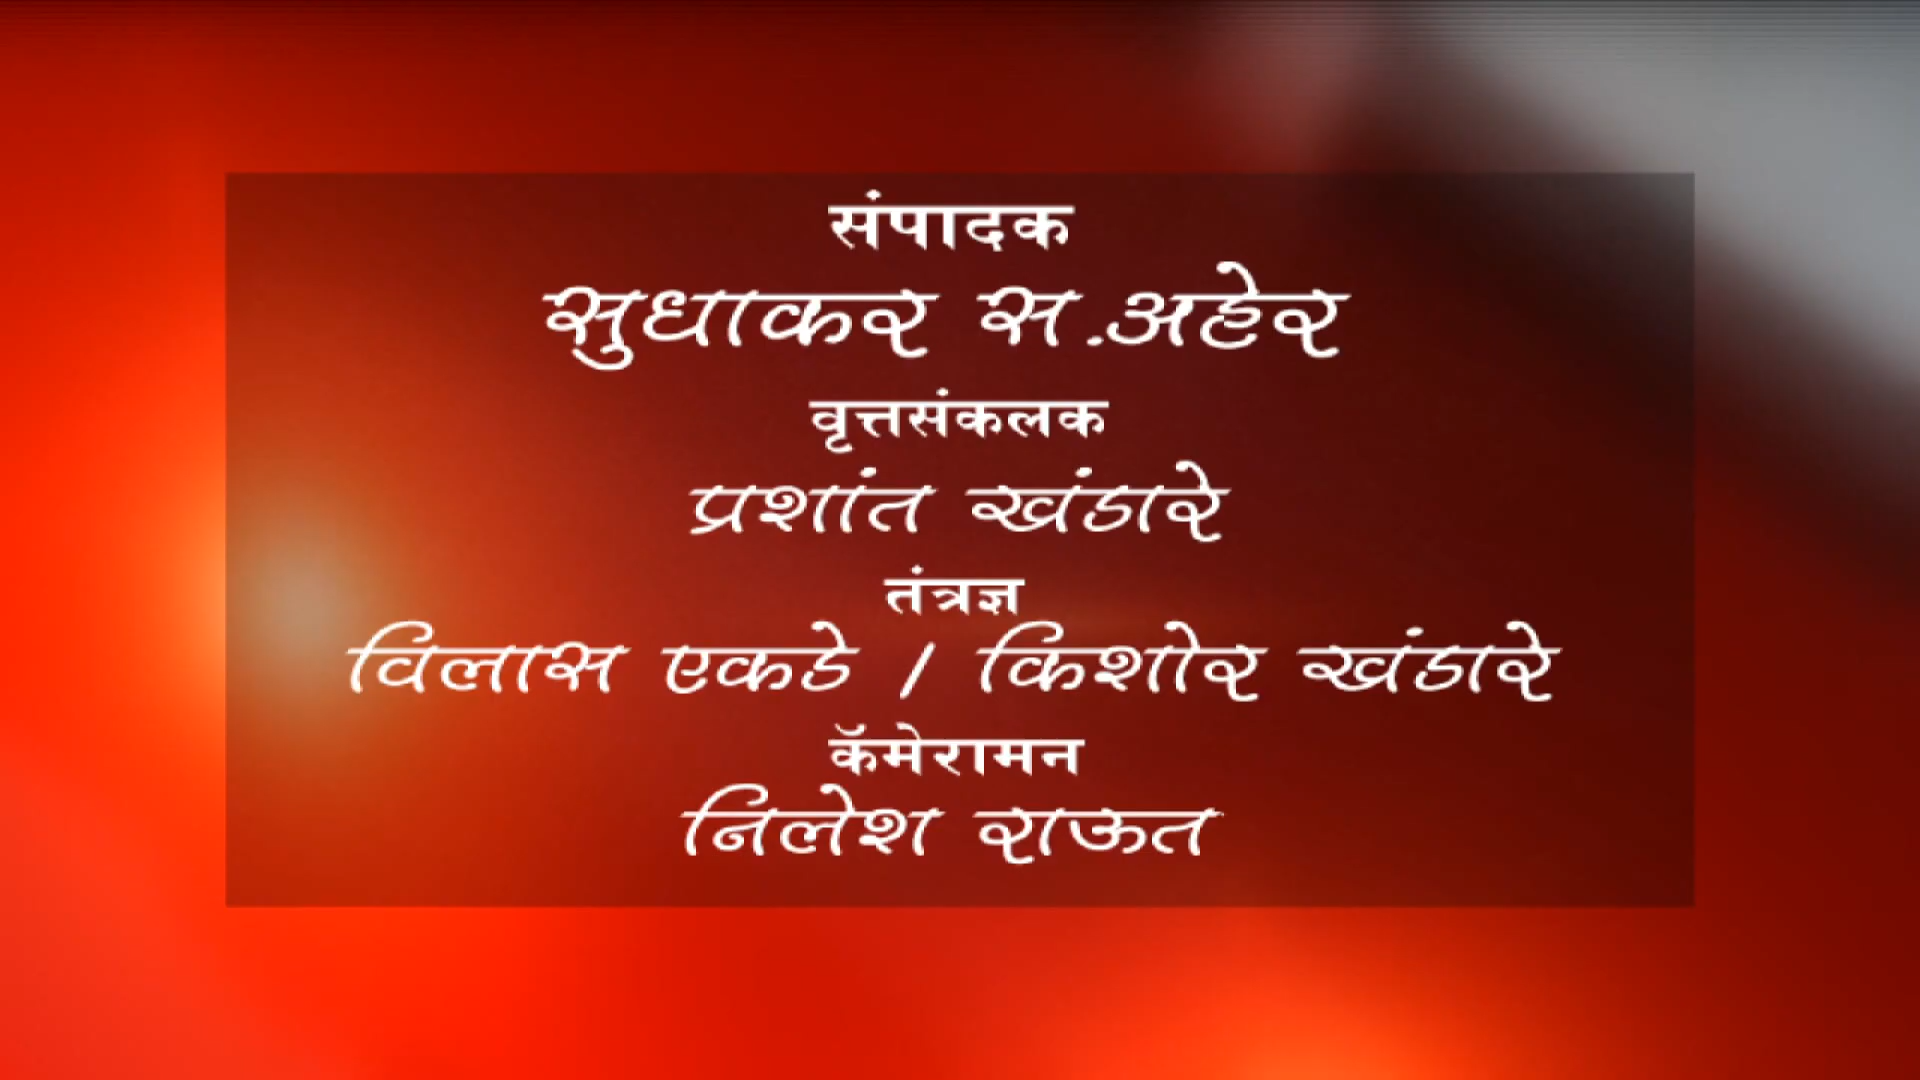 संपादक
सुधाकर स.अहेर
वृत्तसंकलक
प्रशांत खंडारे
तंत्रज्ञ
विलास एकडे / किशोर खंडारे
कॅमेरामन
निलेश राऊत